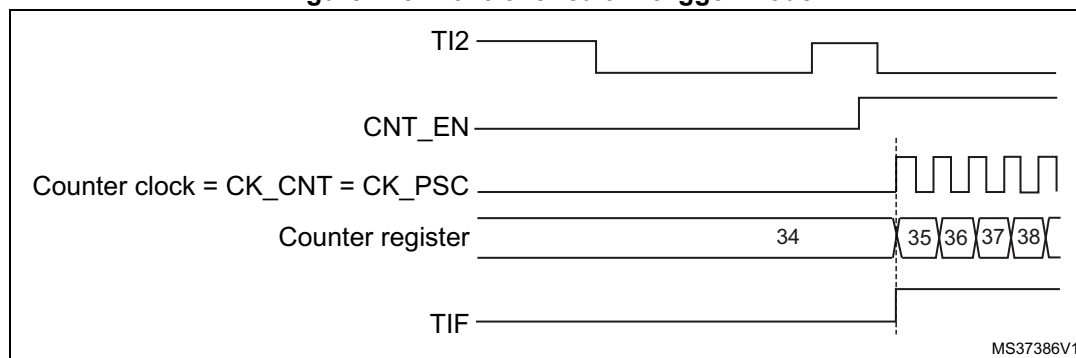 TI2
CNT_EN
Counter clock = CK_CNT = CK_PSC
Counter register 34 35 36 37 38
TIF
MS37386V1